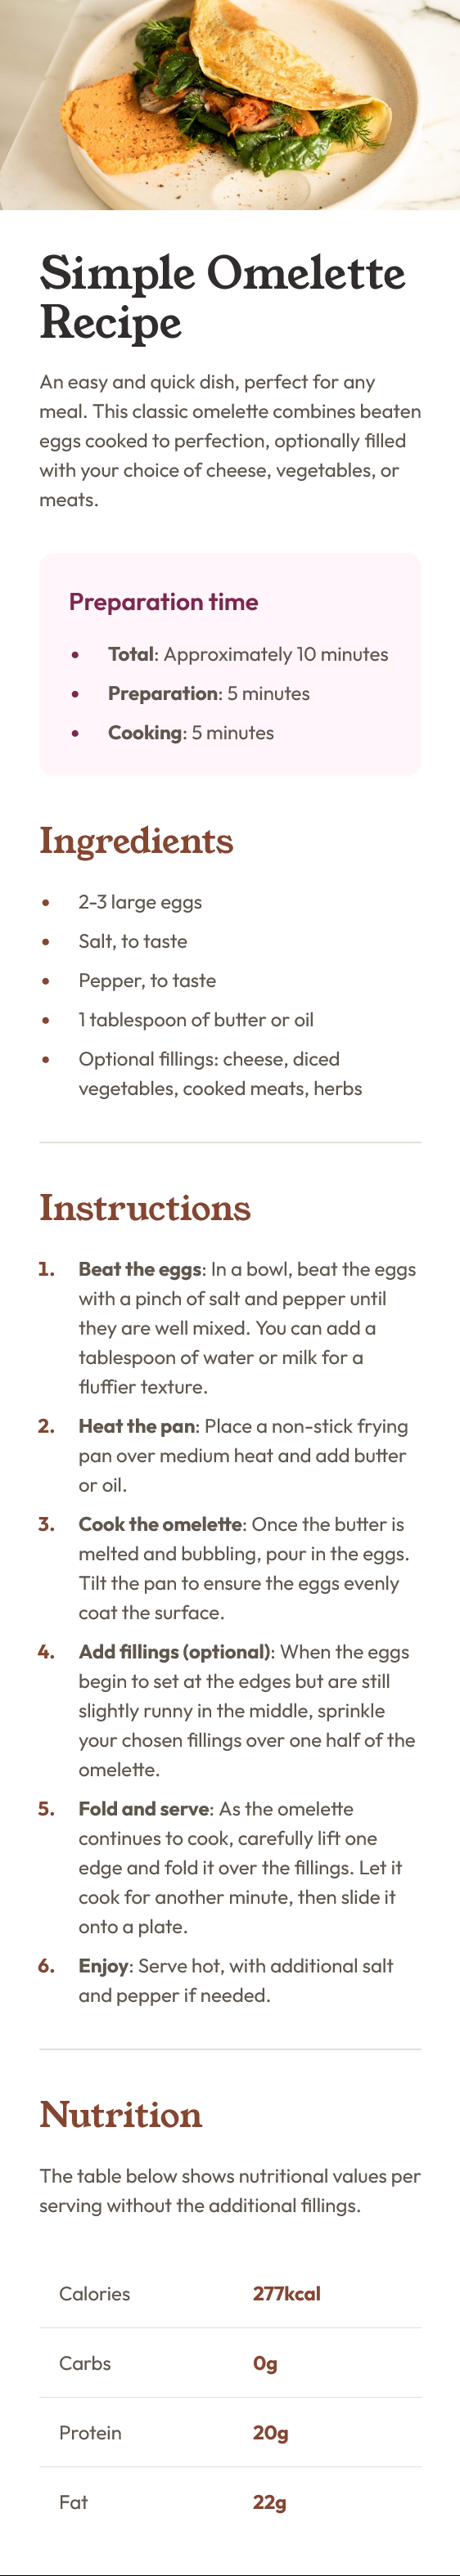 Simple Omelette
Recipe
An easy and quick dish, perfect for any
meal. This classic omelette combines beaten
eggs cooked to perfection, optionally filled
with your choice of cheese, vegetables, or
meats.
Preparation time
• Total: Approximately 10 minutes
• Preparation: 5 minutes
• Cooking: 5 minutes
Ingredients
• 2-3 large eggs
• Salt, to taste
• Pepper, to taste
• 1 tablespoon of butter or oil
• Optional fillings: cheese, diced
vegetables, cooked meats, herbs
Instructions
1. Beat the eggs: In a bowl, beat the eggs
with a pinch of salt and pepper until
they are well mixed. You can add a
tablespoon of water or milk for a
fluffier texture.
2. Heat the pan: Place a non-stick frying
pan over medium heat and add butter
or oil.
3. Cook the omelette: Once the butter is
melted and bubbling, pour in the eggs.
Tilt the pan to ensure the eggs evenly
coat the surface.
4. Add fillings (optional): When the eggs
begin to set at the edges but are still
slightly runny in the middle, sprinkle
your chosen fillings over one half of the
omelette.
5. Fold and serve: As the omelette
continues to cook, carefully lift one
edge and fold it over the fillings. Let it
cook for another minute, then slide it
onto a plate.
6. Enjoy: Serve hot, with additional salt
and pepper if needed.
Nutrition
The table below shows nutritional values per
serving without the additional fillings.
Calories 277kcal
Carbs 0g
Protein 20g
Fat 22g